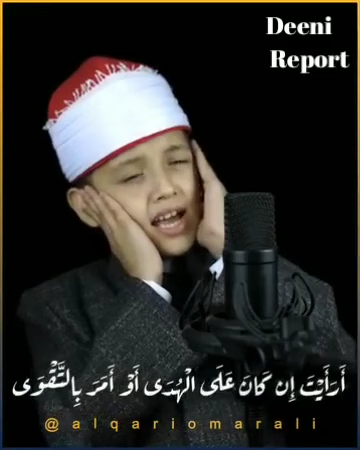 Deeni
Report
أَرَأَيْتَ إِن كَانَ عَلَى الْهُدَى أَوْ أَمَرَ بِالتَّقْوَى
@alqariomarali